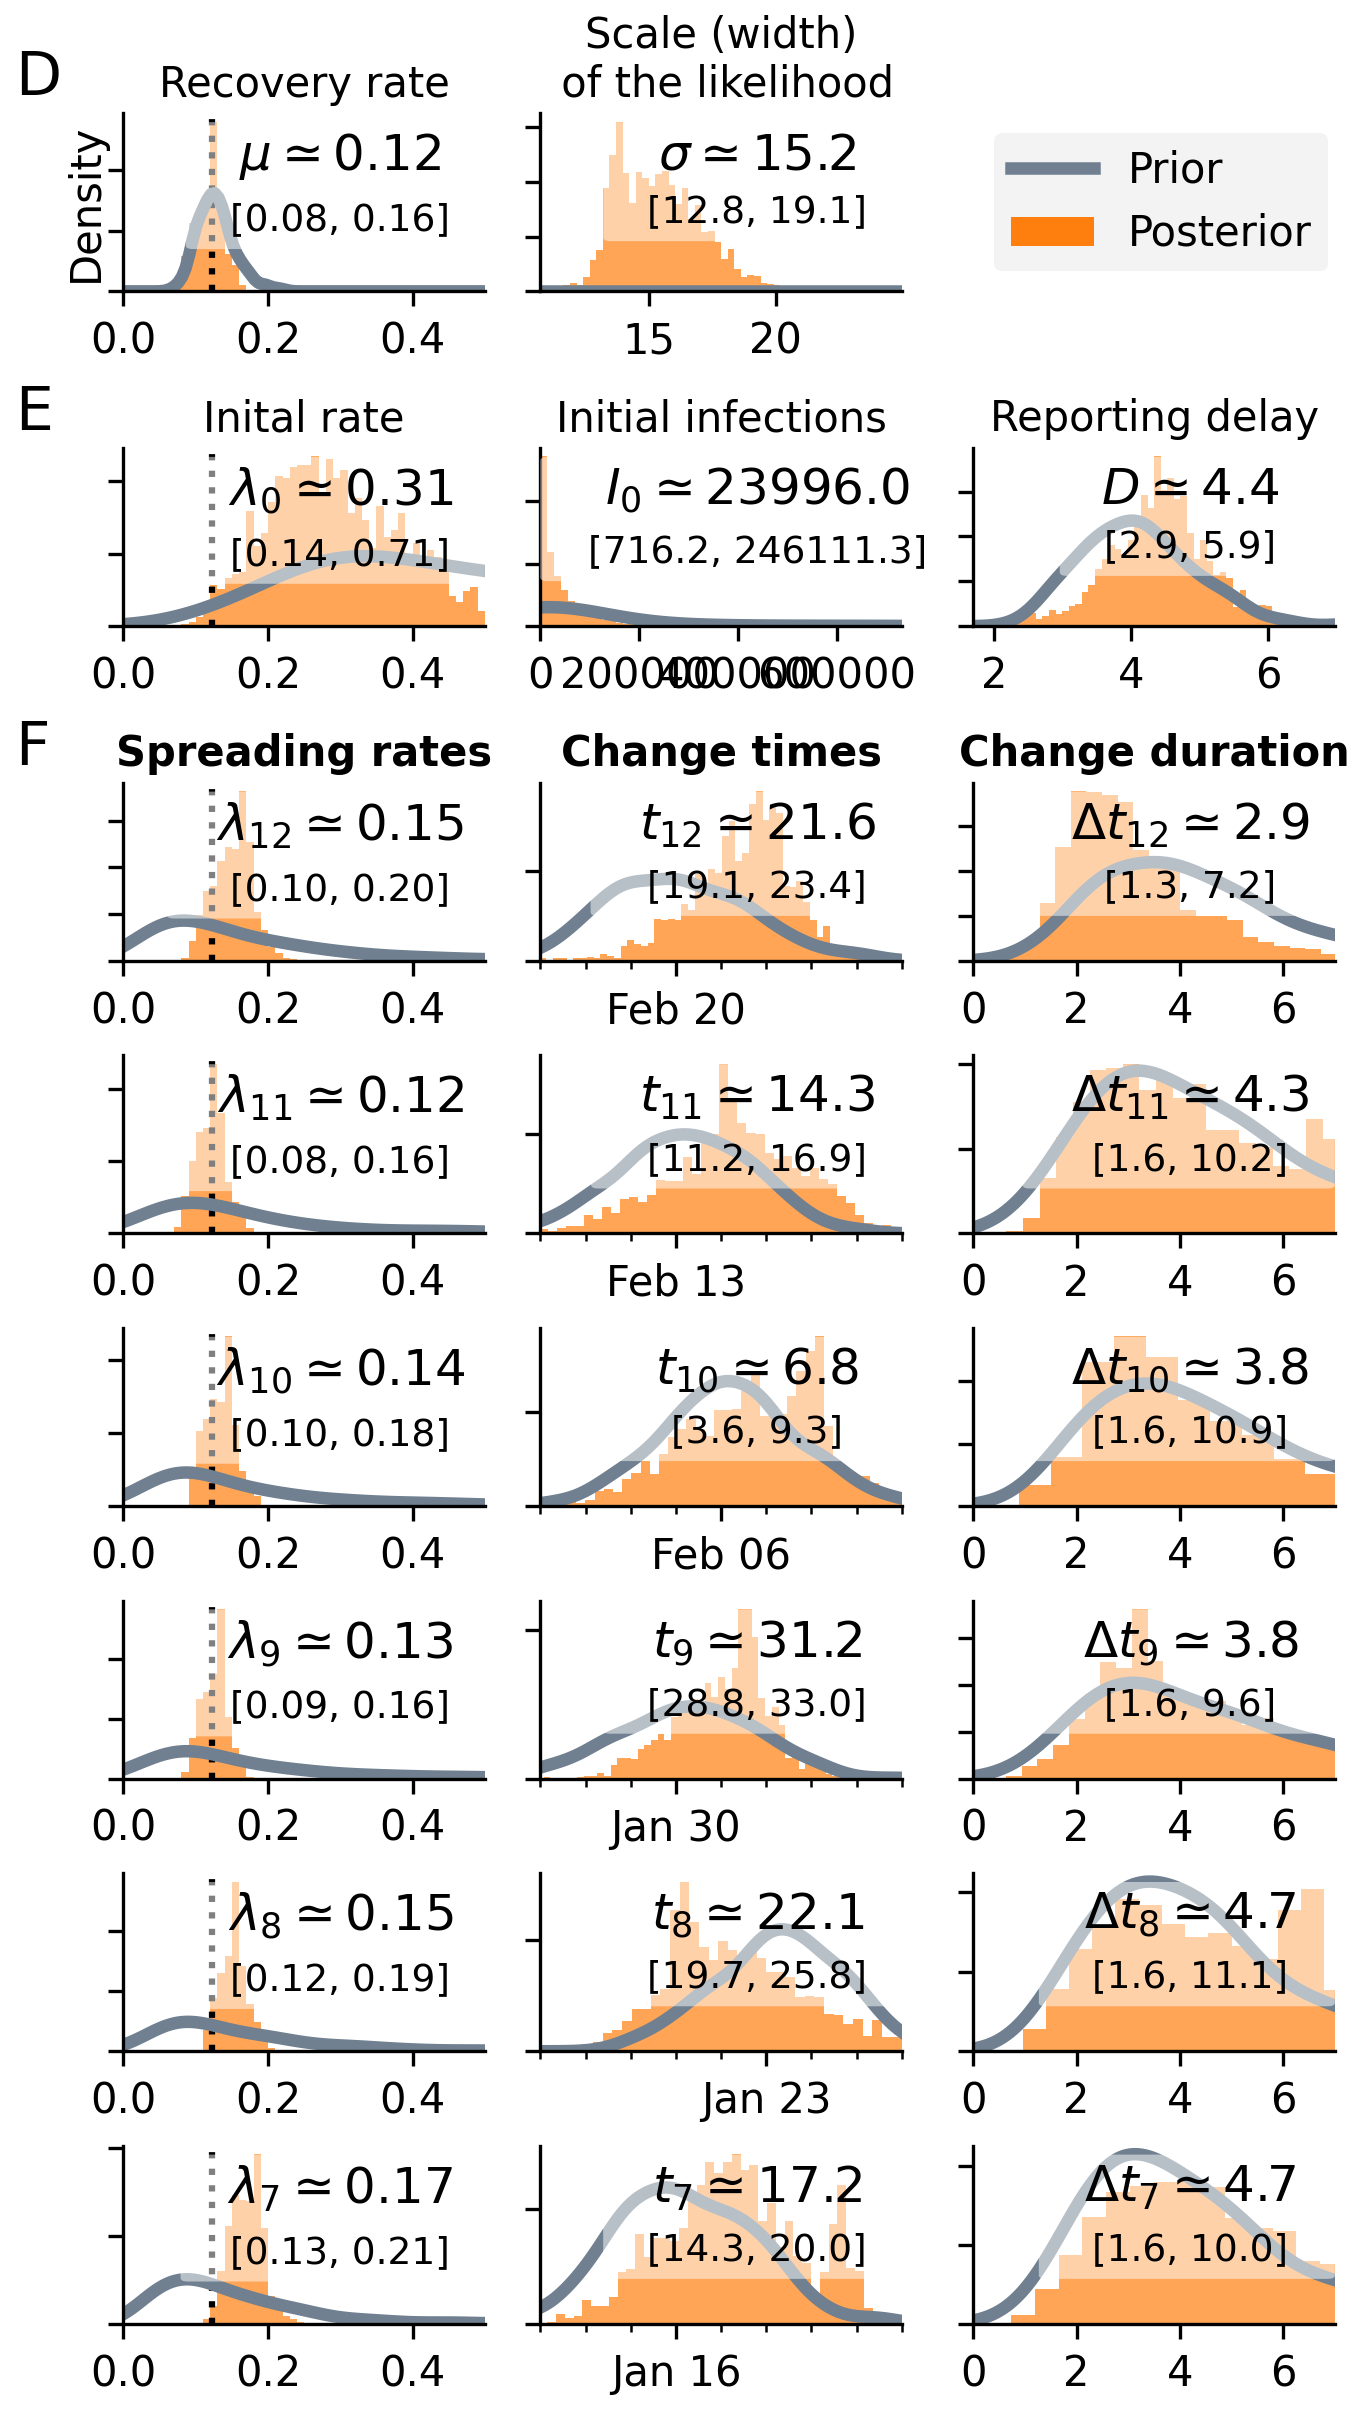 D
Recovery rate
Scale (width)
of the likelihood
Density
μ ≃ 0.12
[0.08, 0.16]
σ ≃ 15.2
[12.8, 19.1]
Prior
Posterior
0.0 0.2 0.4
15 20
E
Inital rate
Initial infections
Reporting delay
λ0 ≃ 0.31
[0.14, 0.71]
I0 ≃ 23996.0
[716.2, 246111.3]
D ≃ 4.4
[2.9, 5.9]
0.0 0.2 0.4
0 200000 400000 600000
2 4 6
F
Spreading rates
Change times
Change duration
λ12 ≃ 0.15
[0.10, 0.20]
t12 ≃ 21.6
[19.1, 23.4]
Δt12 ≃ 2.9
[1.3, 7.2]
0.0 0.2 0.4
Feb 20
0 2 4 6
λ11 ≃ 0.12
[0.08, 0.16]
t11 ≃ 14.3
[11.2, 16.9]
Δt11 ≃ 4.3
[1.6, 10.2]
0.0 0.2 0.4
Feb 13
0 2 4 6
λ10 ≃ 0.14
[0.10, 0.18]
t10 ≃ 6.8
[3.6, 9.3]
Δt10 ≃ 3.8
[1.6, 10.9]
0.0 0.2 0.4
Feb 06
0 2 4 6
λ9 ≃ 0.13
[0.09, 0.16]
t9 ≃ 31.2
[28.8, 33.0]
Δt9 ≃ 3.8
[1.6, 9.6]
0.0 0.2 0.4
Jan 30
0 2 4 6
λ8 ≃ 0.15
[0.12, 0.19]
t8 ≃ 22.1
[19.7, 25.8]
Δt8 ≃ 4.7
[1.6, 11.1]
0.0 0.2 0.4
Jan 23
0 2 4 6
λ7 ≃ 0.17
[0.13, 0.21]
t7 ≃ 17.2
[14.3, 20.0]
Δt7 ≃ 4.7
[1.6, 10.0]
0.0 0.2 0.4
Jan 16
0 2 4 6